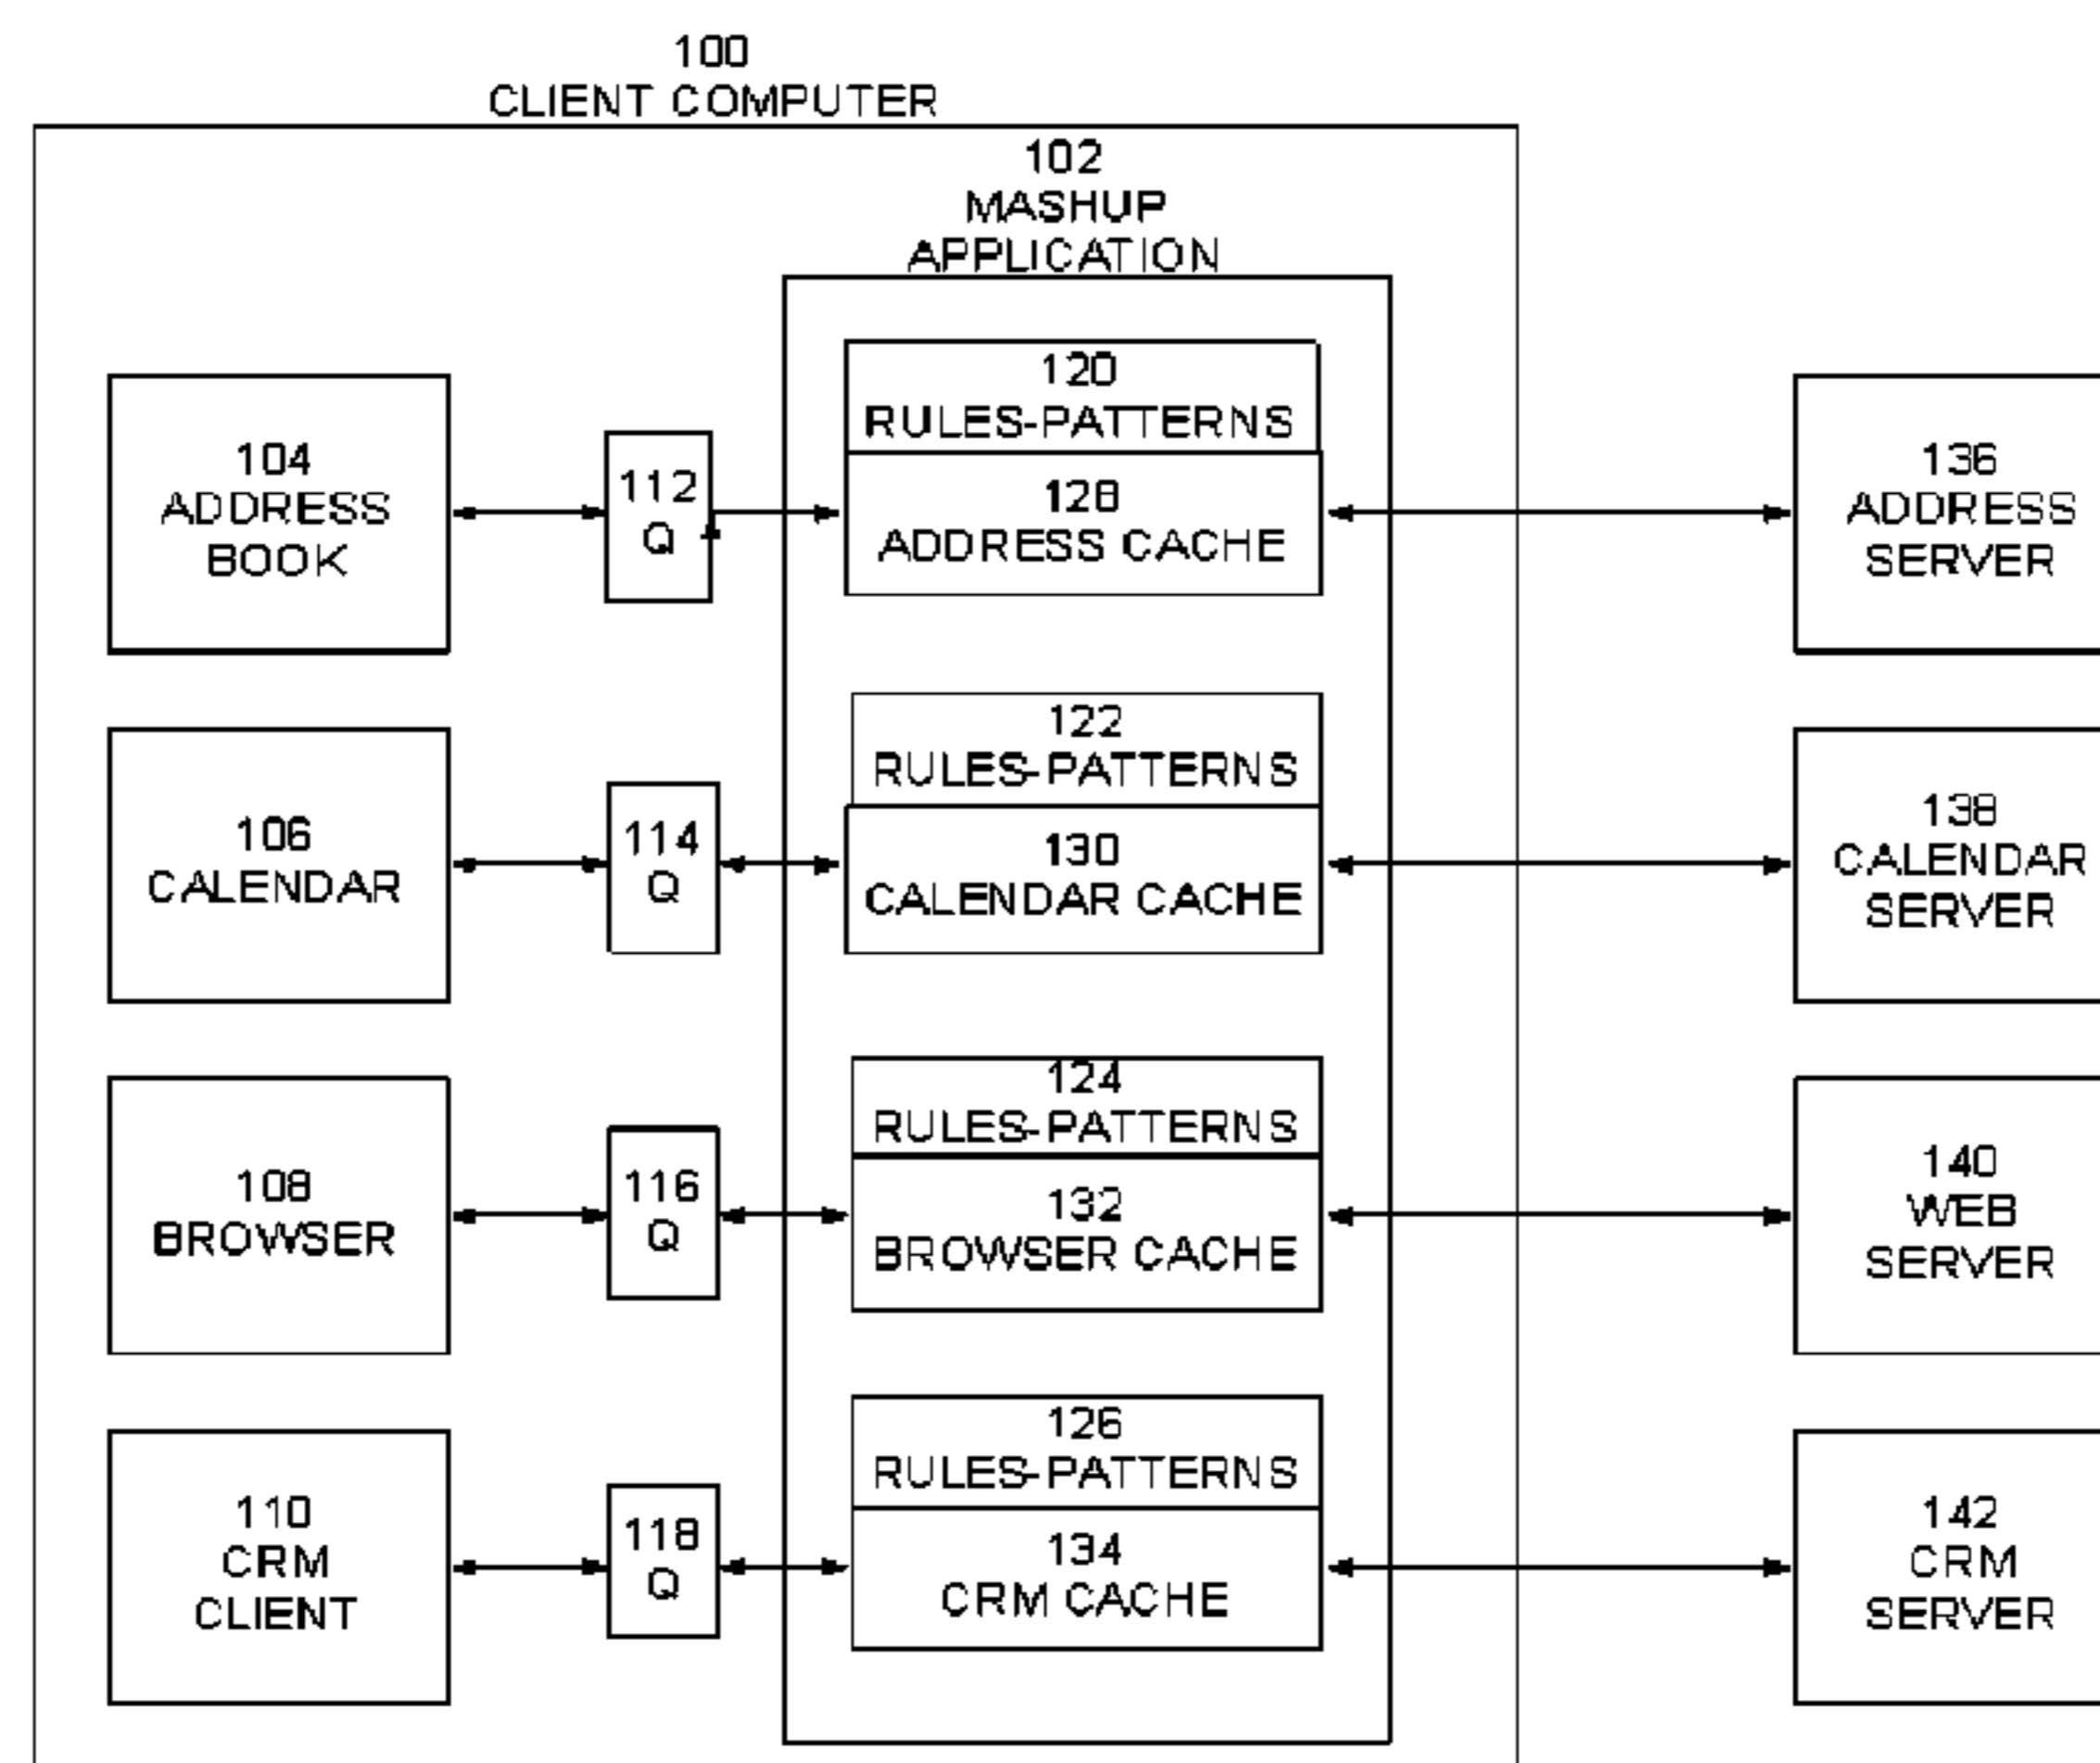 100
CLIENT COMPUTER
102
MASHUP
APPLICATION
104
ADDRESS
BOOK
112
Q
120
RULES-PATTERNS
128
ADDRESS CACHE
136
ADDRESS
SERVER
106
CALENDAR
114
Q
122
RULES-PATTERNS
130
CALENDAR CACHE
138
CALENDAR
SERVER
108
BROWSER
116
Q
124
RULES-PATTERNS
132
BROWSER CACHE
140
WEB
SERVER
110
CRM
CLIENT
118
Q
126
RULES-PATTERNS
134
CRM CACHE
142
CRM
SERVER